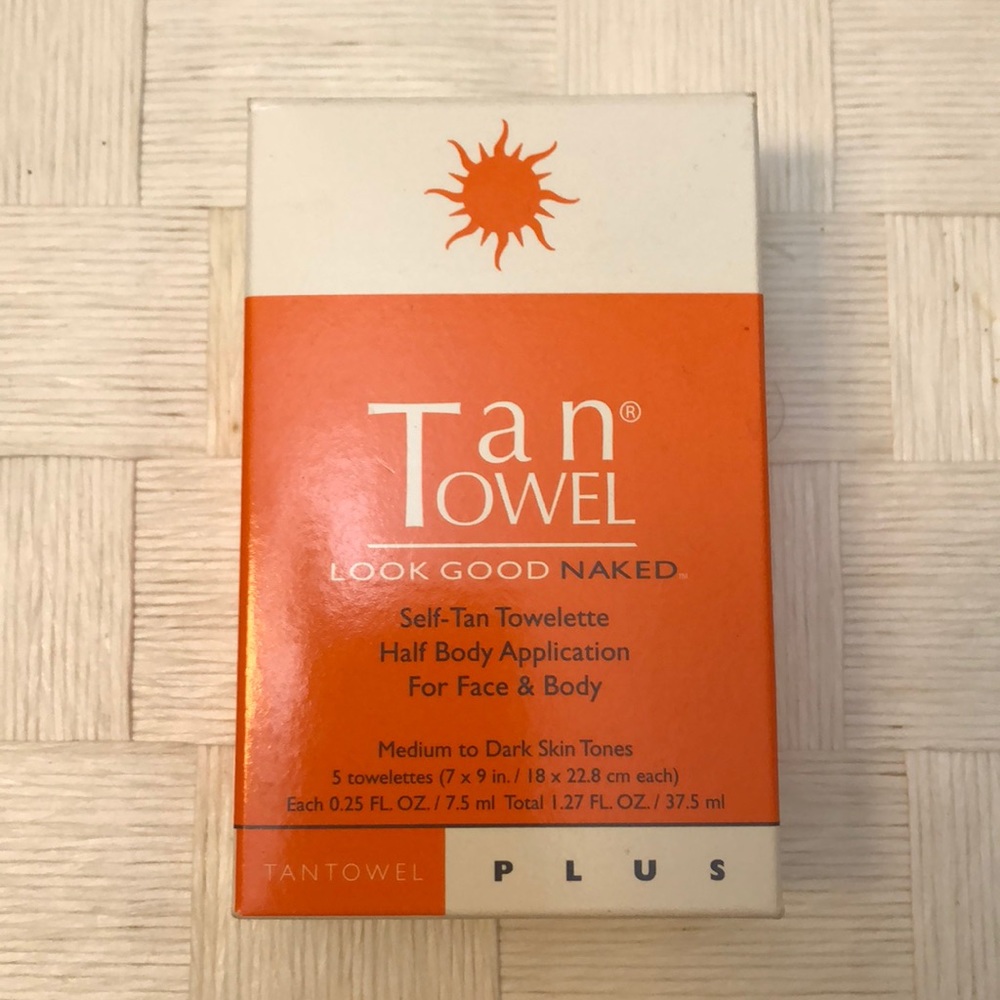 Tan®
TOWEL
LOOK GOOD NAKED™
Self-Tan Towelette
Half Body Application
For Face & Body
Medium to Dark Skin Tones
5 towelettes (7 x 9 in. / 18 x 22.8 cm each)
Each 0.25 FL. OZ. / 7.5 ml Total 1.27 FL. OZ. / 37.5 ml
TANTOWEL PLUS